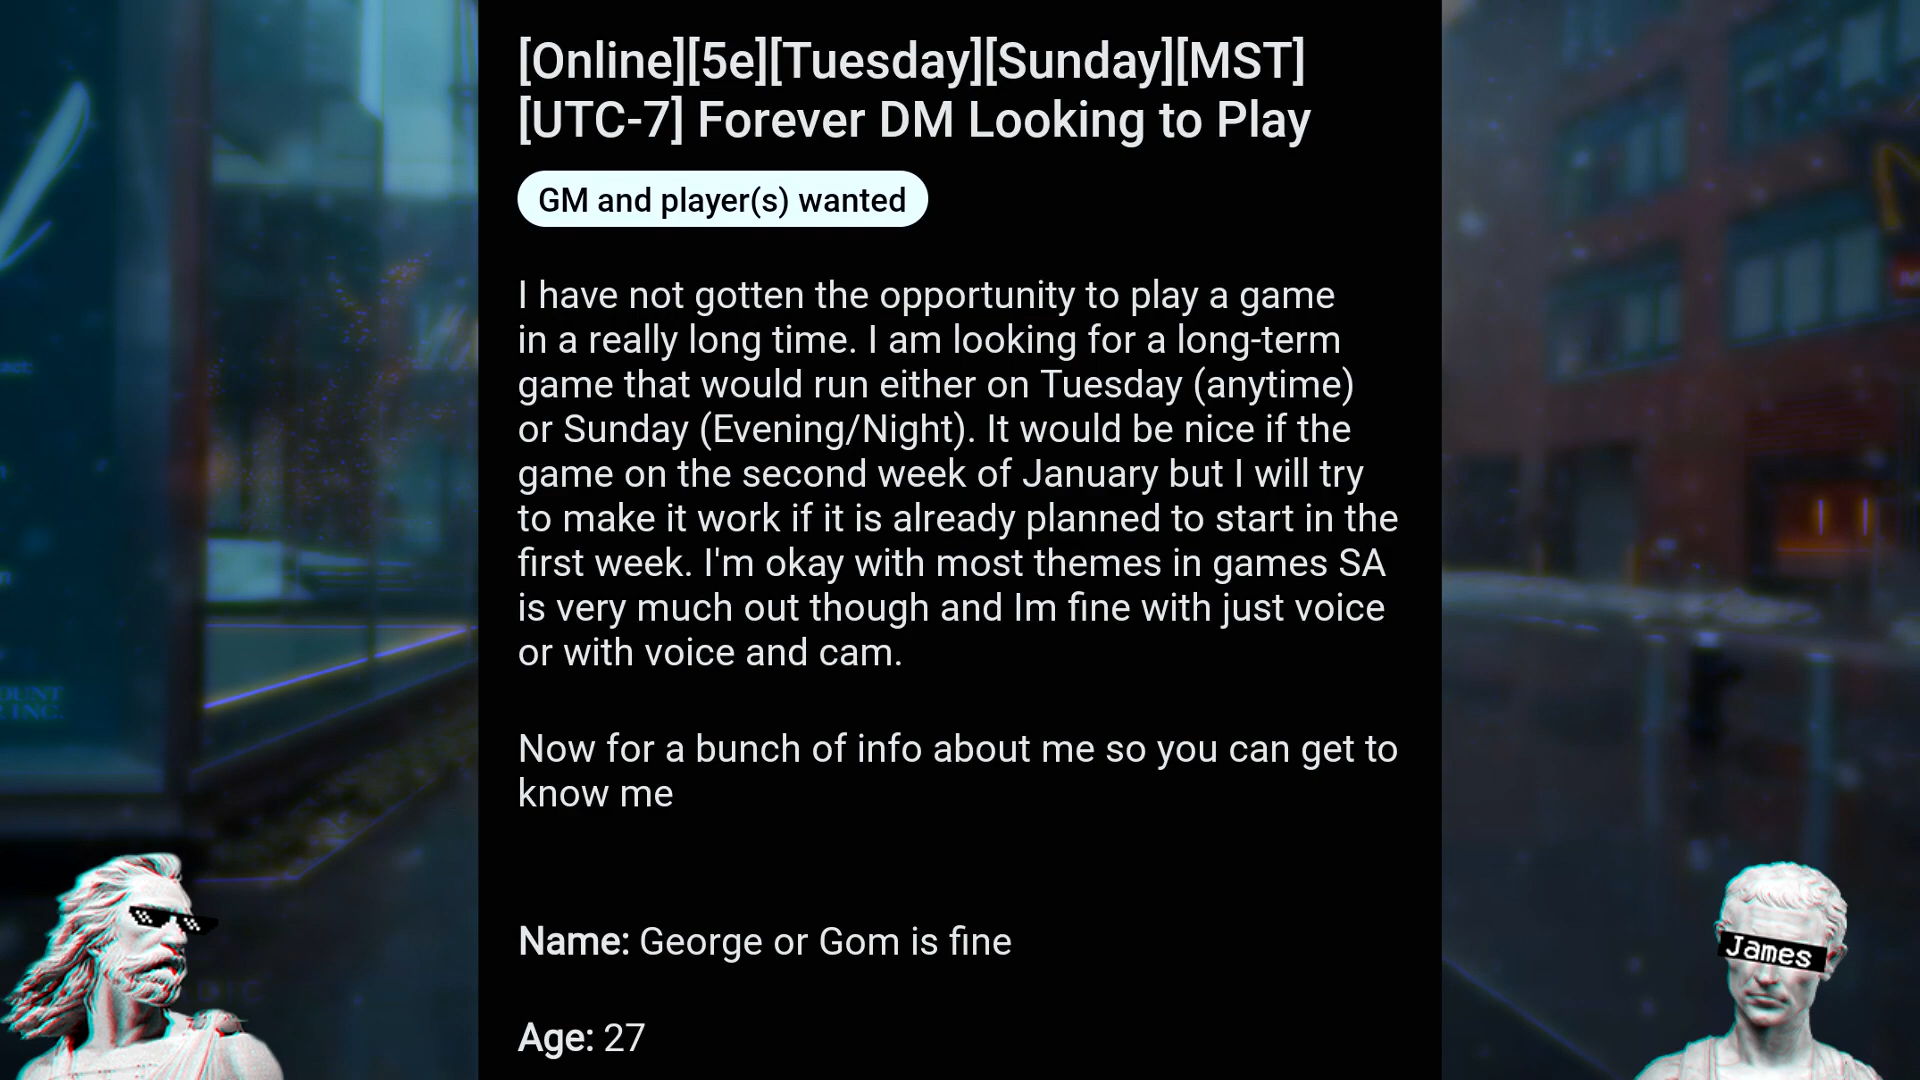 [Online][5e][Tuesday][Sunday][MST]
[UTC-7] Forever DM Looking to Play
GM and player(s) wanted
I have not gotten the opportunity to play a game
in a really long time. I am looking for a long-term
game that would run either on Tuesday (anytime)
or Sunday (Evening/Night). It would be nice if the
game on the second week of January but I will try
to make it work if it is already planned to start in the
first week. I'm okay with most themes in games SA
is very much out though and Im fine with just voice
or with voice and cam.
Now for a bunch of info about me so you can get to
know me
Name: George or Gom is fine
Age: 27
James